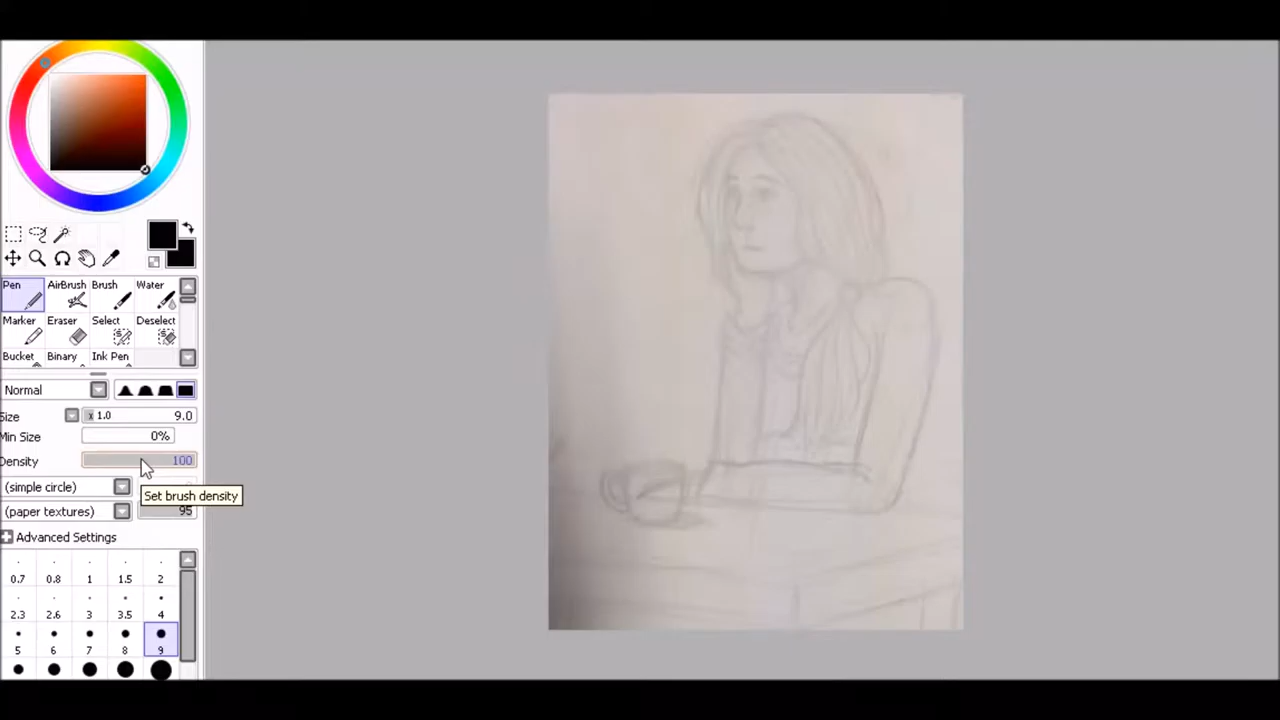 Pen AirBrush Brush Water
Marker Eraser Select Deselect
Bucket Binary Ink Pen
Normal
Size x 1.0 9.0
Min Size 0%
Density 100
(simple circle)
Set brush density
(paper textures) 95
Advanced Settings
0.7 0.8 1 1.5 2
2.3 2.6 3 3.5 4
5 6 7 8 9